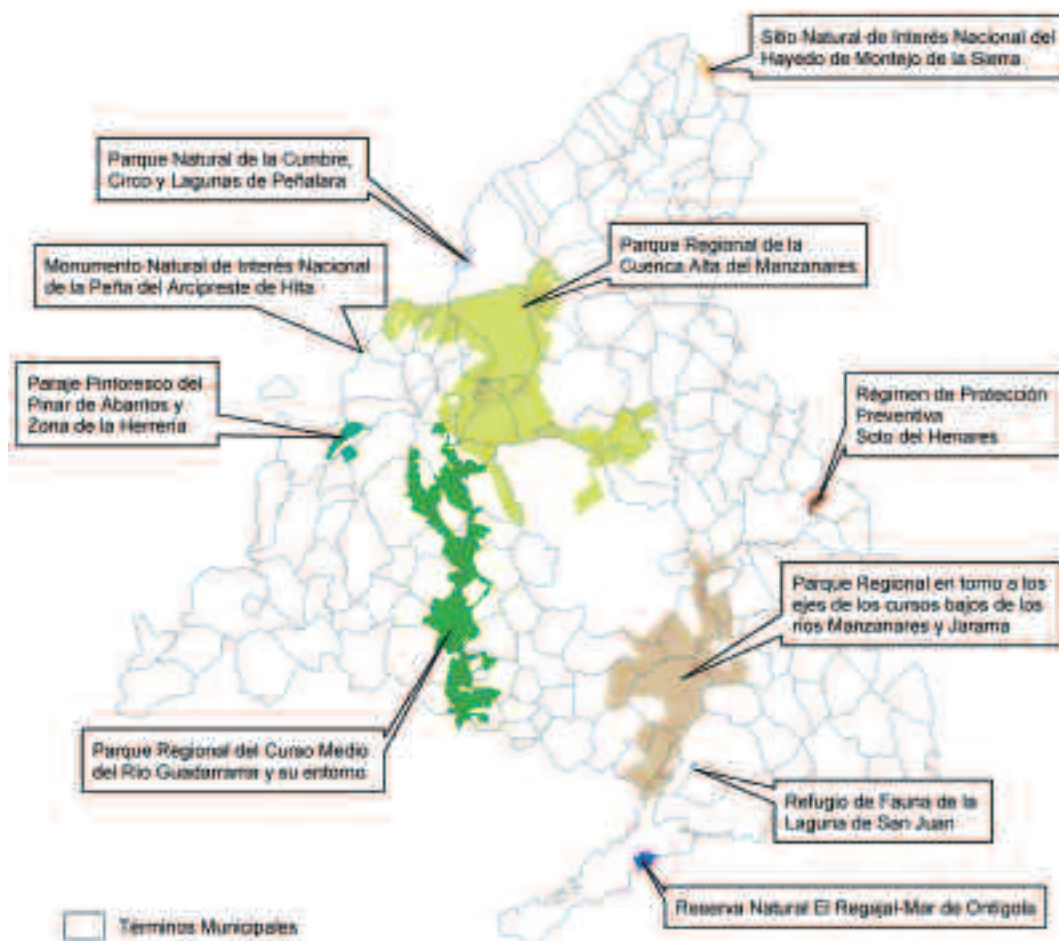 Sitio Natural de Interés Nacional del
Hayedo de Montejo de la Sierra
Parque Natural de la Cumbre,
Circo y Lagunas de Peñalara
Parque Regional de la
Cuenca Alta del Manzanares
Monumento Natural de Interés Nacional
de la Peña del Arcipreste de Hita
Paraje Pintoresco del
Pinar de Abantos y
Zona de la Herrería
Régimen de Protección
Preventiva
Soto del Henares
Parque Regional en torno a los
ejes de los cursos bajos de los
ríos Manzanares y Jarama
Parque Regional del Curso Medio
del Río Guadarrama y su entorno
Refugio de Fauna de la
Laguna de San Juan
Reserva Natural El Regajal-Mar de Ontígola
Términos Municipales